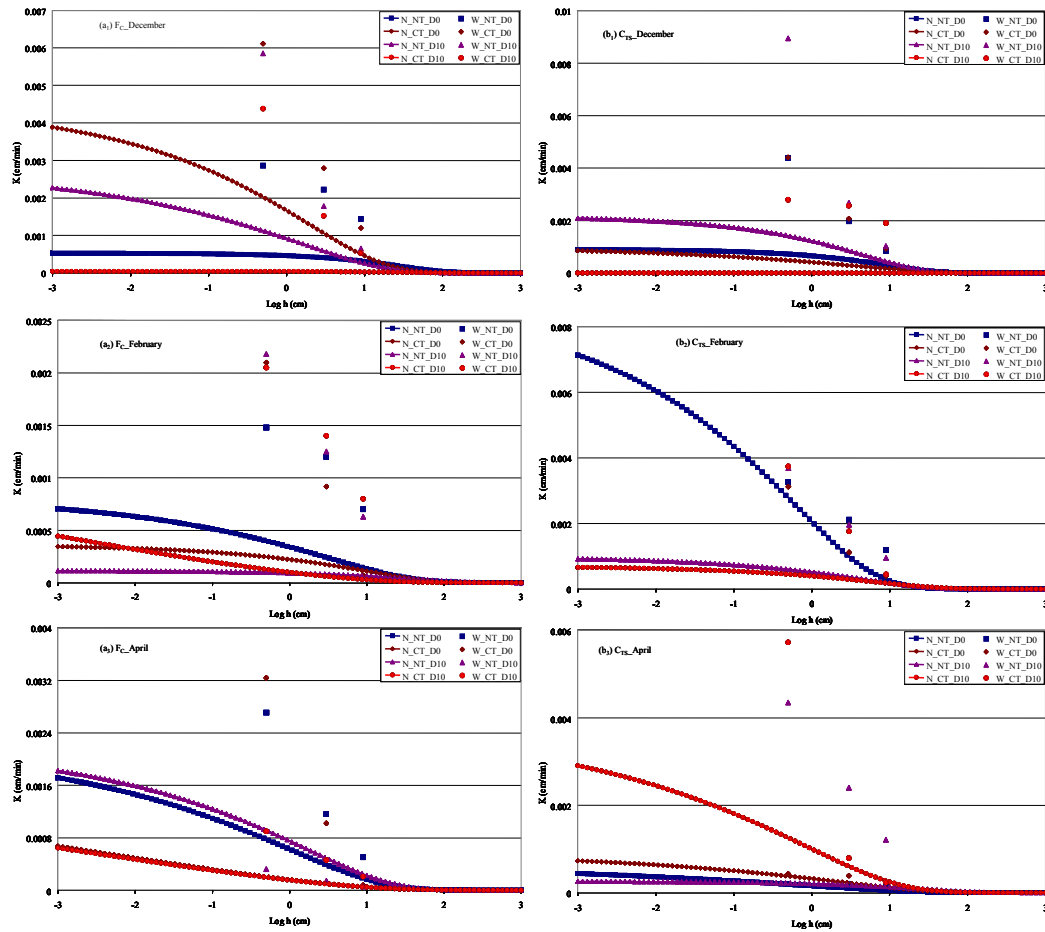 (a1) FC_December
N_NT_D0 W_NT_D0
N_CT_D0 W_CT_D0
N_NT_D10 W_NT_D10
N_CT_D10 W_CT_D10
K (cm/min)
0.007
0.006
0.005
0.004
0.003
0.002
0.001
0
-3 -2 -1 0 1 2 3
Log h (cm)
(b1) CTS_December
N_NT_D0 W_NT_D0
N_CT_D0 W_CT_D0
N_NT_D10 W_NT_D10
N_CT_D10 W_CT_D10
K (cm/min)
0.01
0.008
0.006
0.004
0.002
0
-3 -2 -1 0 1 2 3
Log h (cm)
(a2) FC_February
N_NT_D0 W_NT_D0
N_CT_D0 W_CT_D0
N_NT_D10 W_NT_D10
N_CT_D10 W_CT_D10
K (cm/min)
0.0025
0.002
0.0015
0.001
0.0005
0
-3 -2 -1 0 1 2 3
Log h (cm)
(b2) CTS_February
N_NT_D0 W_NT_D0
N_CT_D0 W_CT_D0
N_NT_D10 W_NT_D10
N_CT_D10 W_CT_D10
K (cm/min)
0.008
0.006
0.004
0.002
0
-3 -2 -1 0 1 2 3
Log h (cm)
(a3) FC_April
N_NT_D0 W_NT_D0
N_CT_D0 W_CT_D0
N_NT_D10 W_NT_D10
N_CT_D10 W_CT_D10
K (cm/min)
0.004
0.0032
0.0024
0.0016
0.0008
0
-3 -2 -1 0 1 2 3
Log h (cm)
(b3) CTS_April
N_NT_D0 W_NT_D0
N_CT_D0 W_CT_D0
N_NT_D10 W_NT_D10
N_CT_D10 W_CT_D10
K (cm/min)
0.006
0.004
0.002
0
-3 -2 -1 0 1 2 3
Log h (cm)